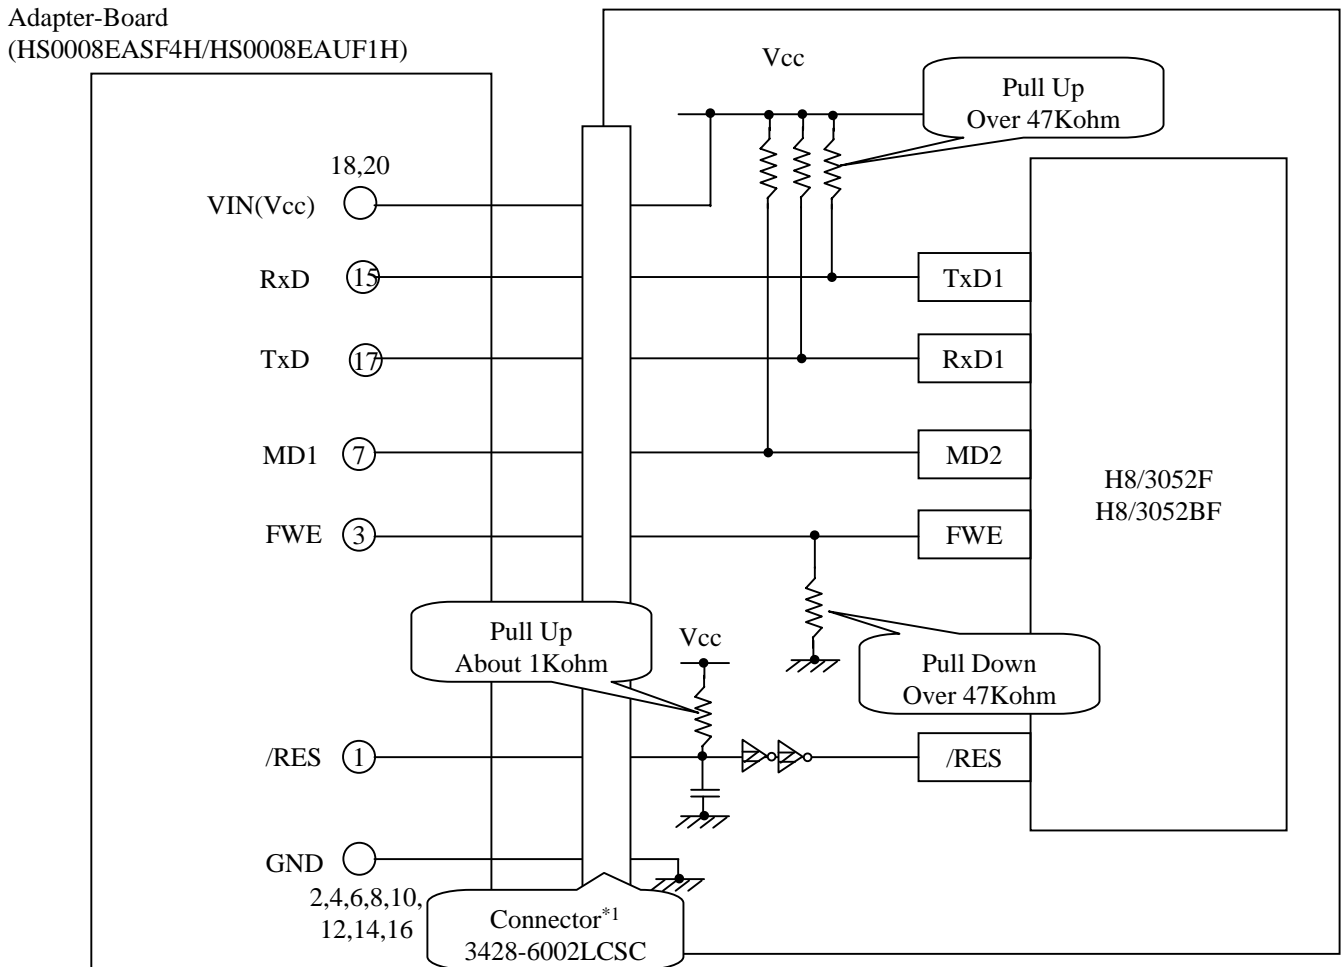 Adapter-Board
(HS0008EASF4H/HS0008EAUF1H)
Vcc
Pull Up
Over 47Kohm
18,20
VIN(Vcc)
RxD 15 TxD1
TxD 17 RxD1
MD1 7 MD2
H8/3052F
H8/3052BF
FWE 3 FWE
Pull Up
About 1Kohm
Vcc
Pull Down
Over 47Kohm
/RES 1 /RES
GND
2,4,6,8,10,
12,14,16
Connector*1
3428-6002LCSC